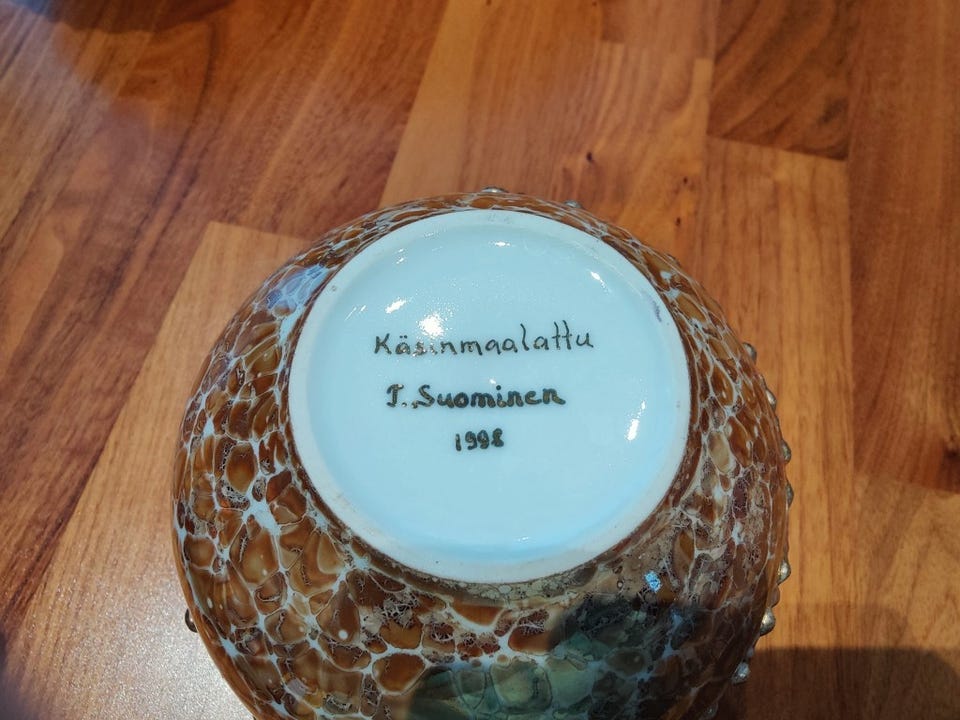 Käsinmaalattu
T. Suominen
1998